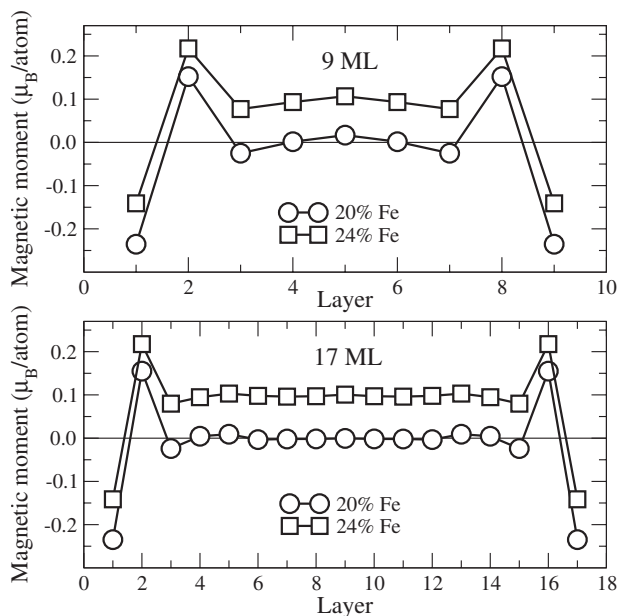 Magnetic moment (μB/atom)
0.2
0.1
0.0
-0.1
-0.2
9 ML
20% Fe
24% Fe
0 2 4 6 8 10
Layer
Magnetic moment (μB/atom)
0.2
0.1
0.0
-0.1
-0.2
17 ML
20% Fe
24% Fe
0 2 4 6 8 10 12 14 16 18
Layer